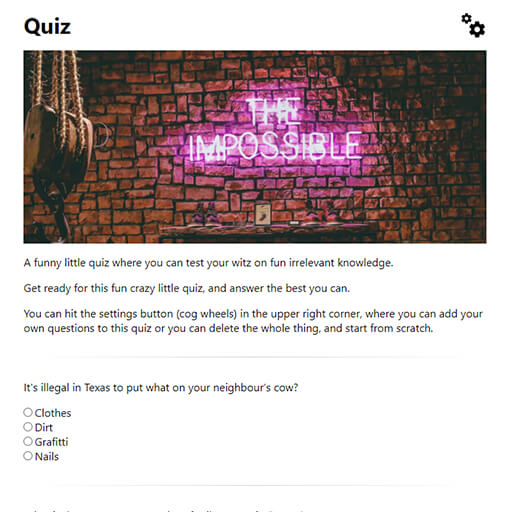 Quiz
THE
IMPOSSIBLE
A funny little quiz where you can test your witz on fun irrelevant knowledge.
Get ready for this fun crazy little quiz, and answer the best you can.
You can hit the settings button (cog wheels) in the upper right corner, where you can add your
own questions to this quiz or you can delete the whole thing, and start from scratch.
It's illegal in Texas to put what on your neighbour's cow?
Clothes
Dirt
Grafitti
Nails